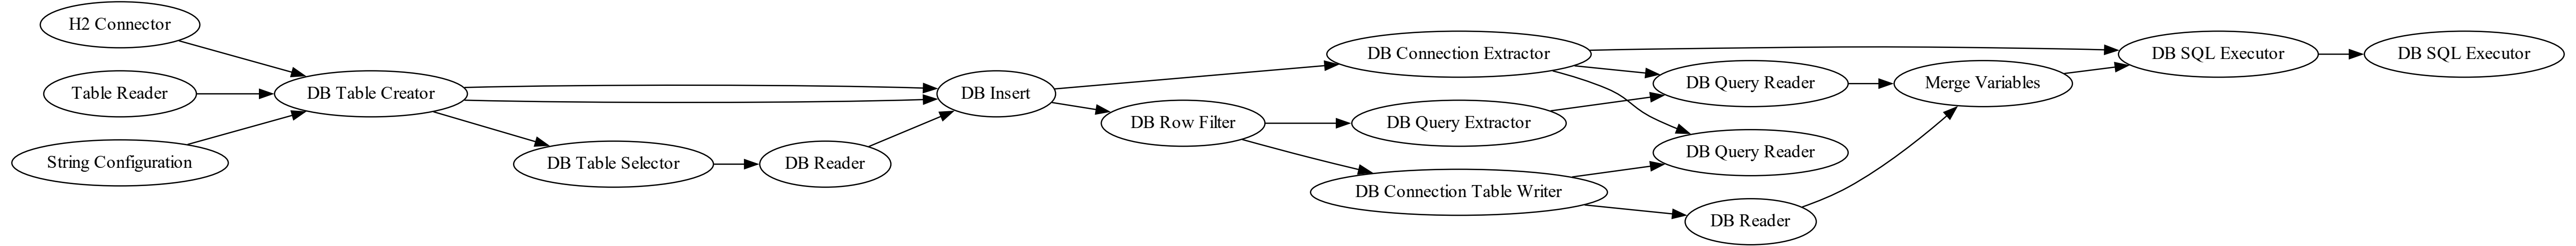 H2 Connector
Table Reader
String Configuration
DB Table Creator
DB Table Selector
DB Reader
DB Insert
DB Row Filter
DB Connection Extractor
DB Query Extractor
DB Connection Table Writer
DB Query Reader
DB Query Reader
DB Reader
Merge Variables
DB SQL Executor
DB SQL Executor